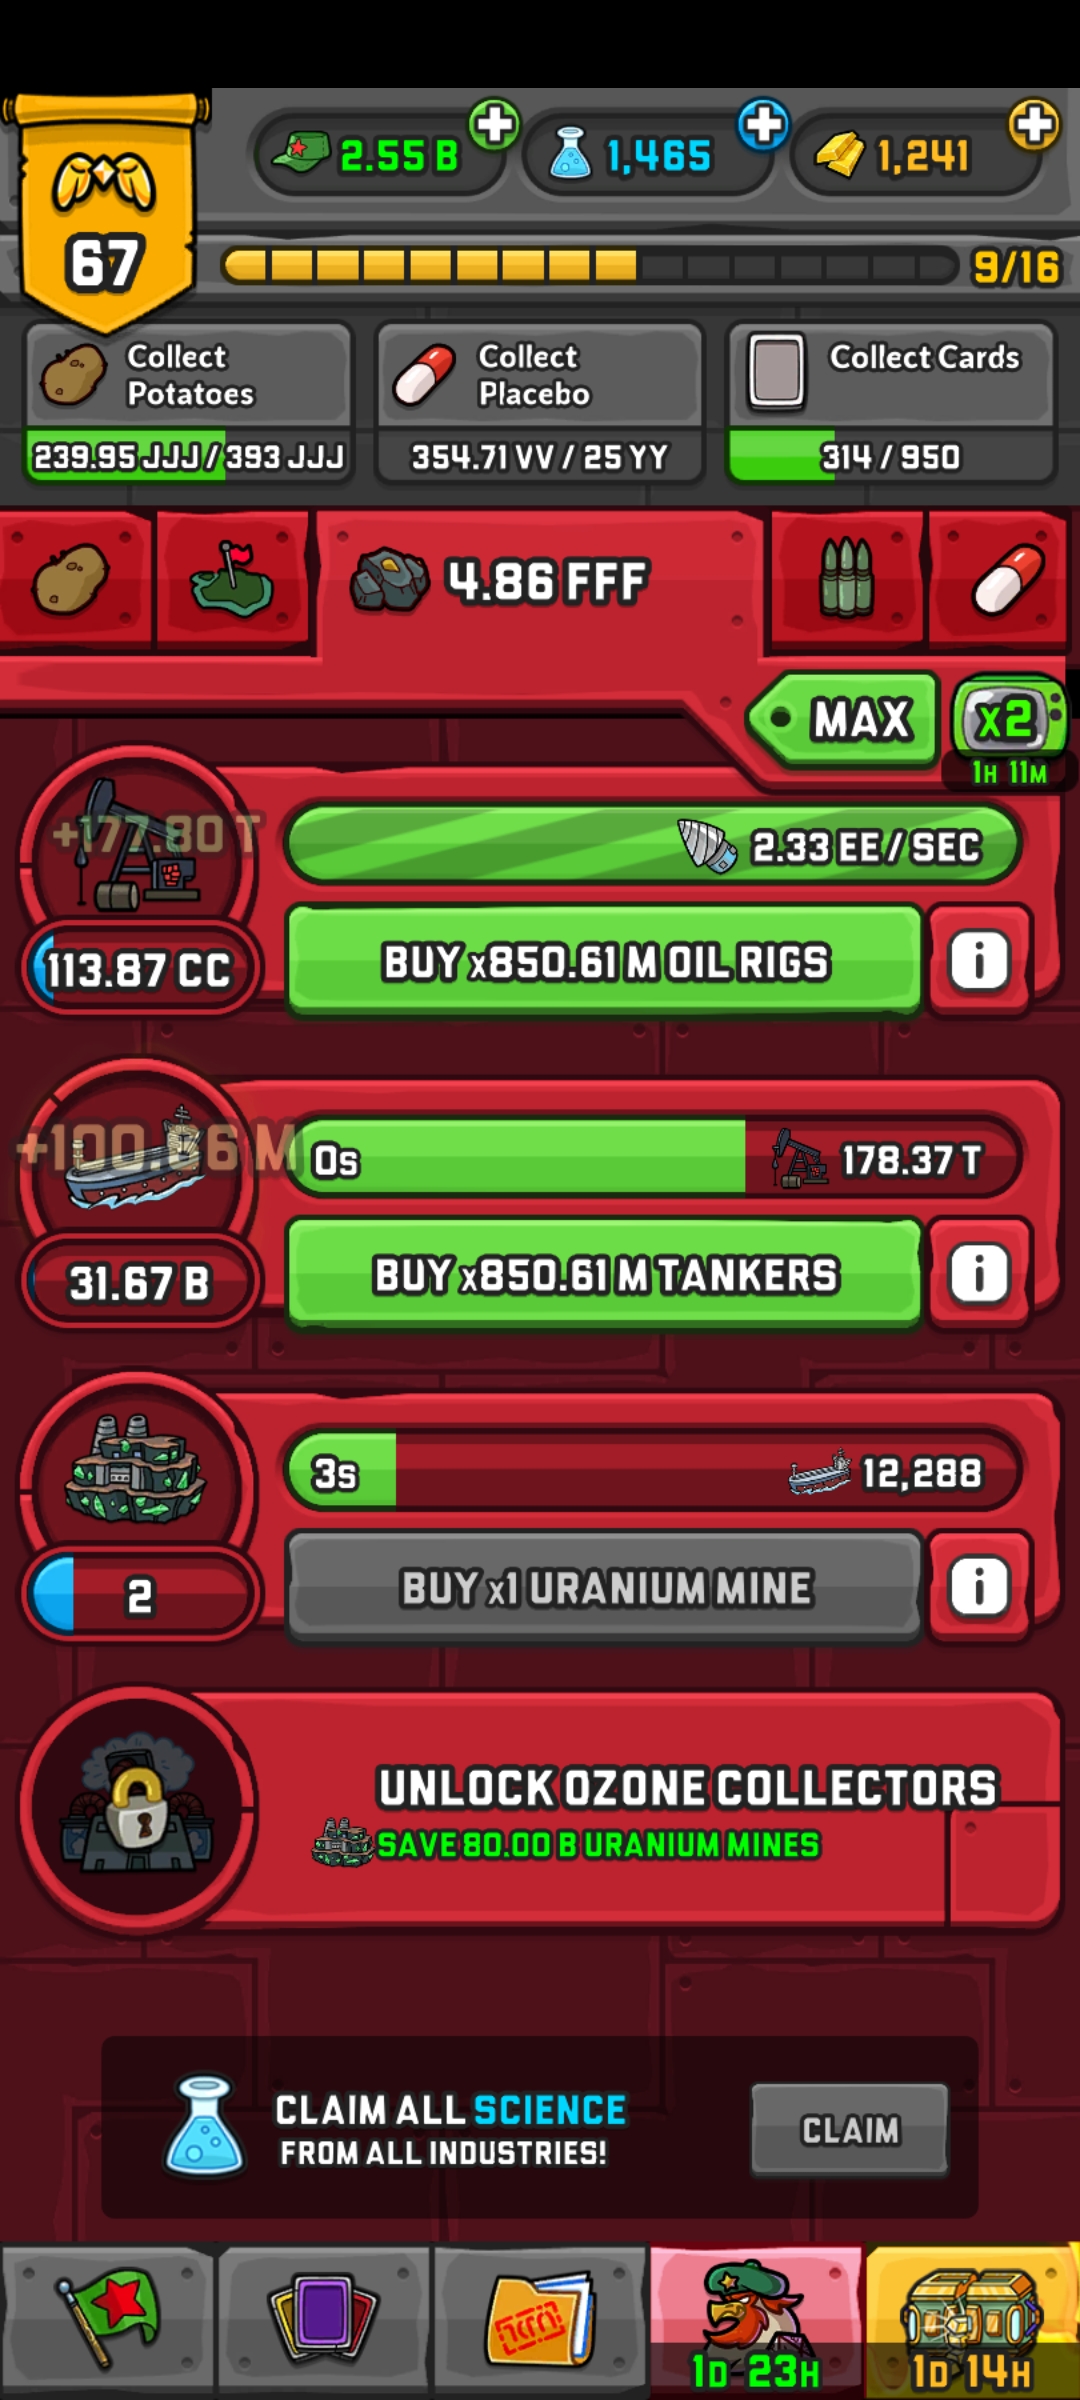 67
2.55 B
1,465
1,241
9/16
Collect Potatoes
239.95 JJJ / 393 JJJ
Collect Placebo
354.71 VV / 25 YY
Collect Cards
314 / 950
4.86 FFF
MAX
x2
1H 11M
+177.80 T
2.33 EE / SEC
113.87 CC
BUY x850.61 M OIL RIGS
0s
178.37 T
31.67 B
BUY x850.61 M TANKERS
3s
12,288
2
BUY x1 URANIUM MINE
UNLOCK OZONE COLLECTORS
SAVE 80.00 B URANIUM MINES
CLAIM ALL SCIENCE
FROM ALL INDUSTRIES!
CLAIM
1D 23H
1D 14H